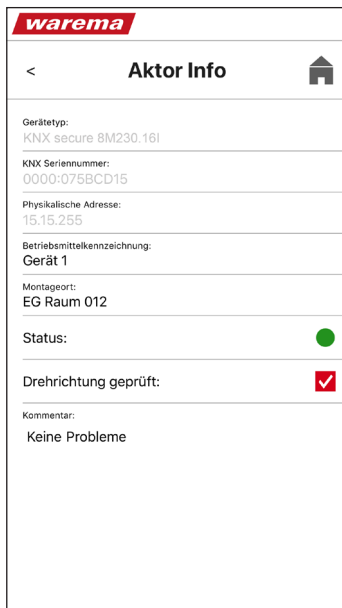 warema
< Aktor Info
Gerätetyp:
KNX secure 8M230.16I
KNX Seriennummer:
0000:075BCD15
Physikalische Adresse:
15.15.255
Betriebsmittelkennzeichnung:
Gerät 1
Montageort:
EG Raum 012
Status:
Drehrichtung geprüft:
Kommentar:
Keine Probleme